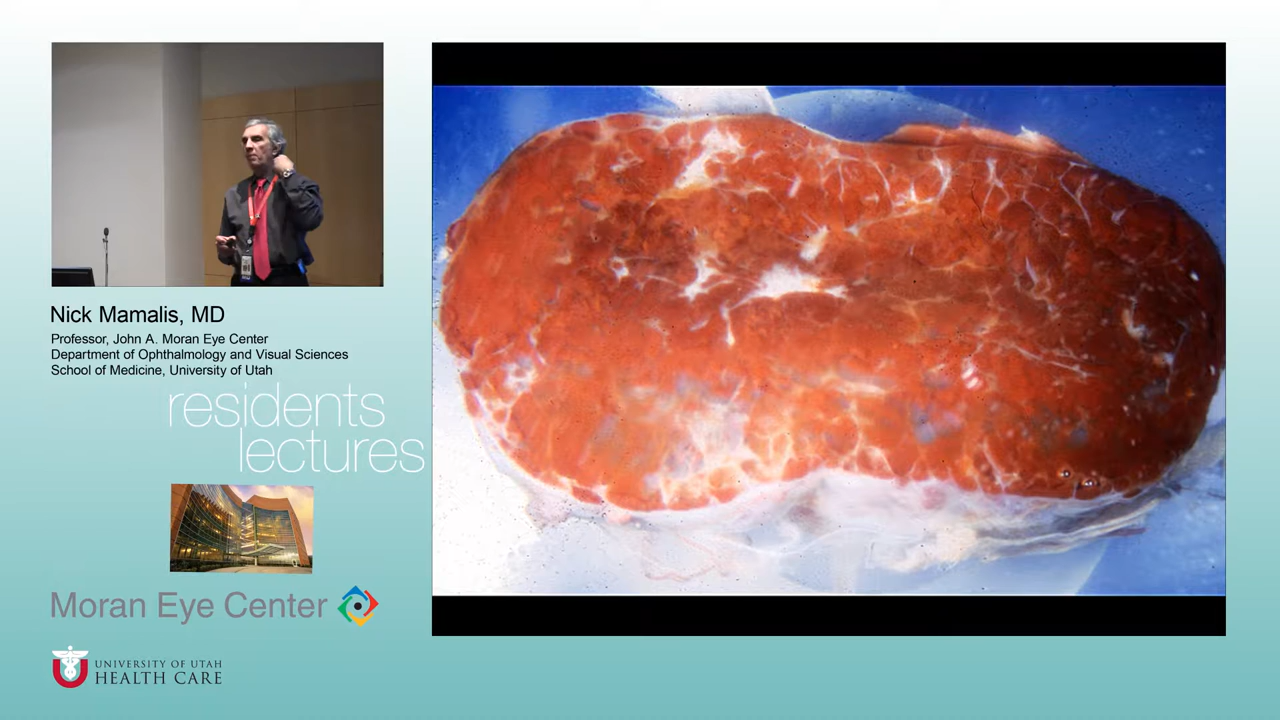 Nick Mamalis, MD
Professor, John A. Moran Eye Center
Department of Ophthalmology and Visual Sciences
School of Medicine, University of Utah
residents
lectures
Moran Eye Center
UNIVERSITY OF UTAH
HEALTH CARE